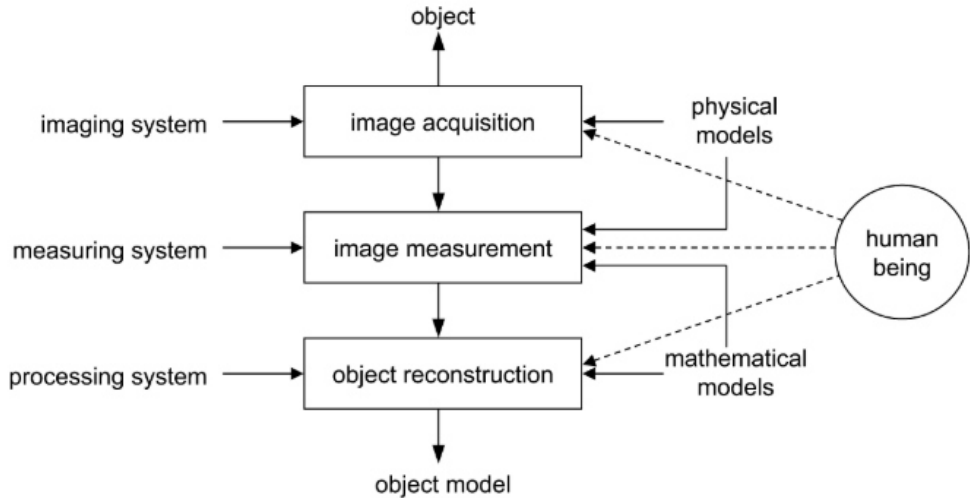 object
imaging system
image acquisition
physical
models
measuring system
image measurement
human
being
processing system
object reconstruction
mathematical
models
object model